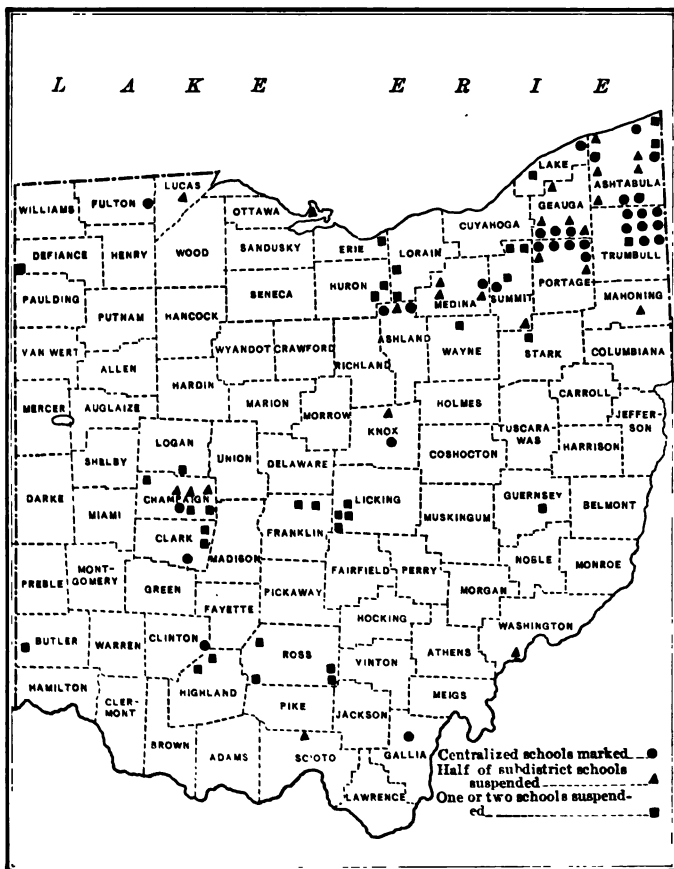 L A K E E R I E
LAKE
LUCAS
ASHTABULA
WILLIAMS
FULTON
OTTAWA
GEAUGA
CUYAHOGA
DEFIANCE
HENRY
WOOD
SANDUSKY
ERIE
LORAIN
TRUMBULL
PAULDING
SENECA
HURON
MEDINA
SUMMIT
PORTAGE
MAHONING
PUTNAM
HANCOCK
VAN WERT
WYANDOT
CRAWFORD
RICHLAND
ASHLAND
WAYNE
STARK
COLUMBIANA
ALLEN
HARDIN
MARION
MORROW
HOLMES
CARROLL
JEFFER-
SON
MERCER
AUGLAIZE
KNOX
TUSCARA-
WAS
HARRISON
LOGAN
UNION
DELAWARE
COSHOCTON
SHELBY
DARKE
MIAMI
CHAMPAIGN
LICKING
MUSKINGUM
GUERNSEY
BELMONT
CLARK
MADISON
FRANKLIN
PREBLE
MONT-
GOMERY
GREEN
FAYETTE
PICKAWAY
FAIRFIELD
PERRY
MORGAN
NOBLE
MONROE
BUTLER
WARREN
CLINTON
ROSS
HOCKING
VINTON
ATHENS
WASHINGTON
HAMILTON
CLER-
MONT
HIGHLAND
PIKE
JACKSON
MEIGS
BROWN
ADAMS
SC'OTO
GALLIA
LAWRENCE
Centralized schools marked
Half of subdistrict schools
suspended
One or two schools suspend-
ed